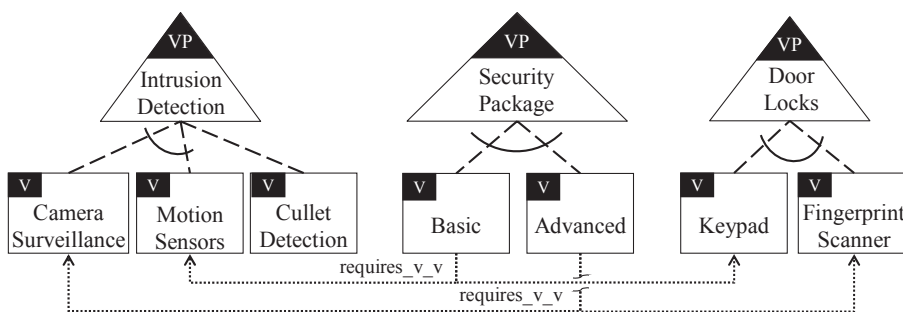 VP
Intrusion
Detection
VP
Security
Package
VP
Door
Locks
V
Camera
Surveillance
V
Motion
Sensors
V
Cullet
Detection
V
Basic
V
Advanced
V
Keypad
V
Fingerprint
Scanner
requires_v_v
requires_v_v